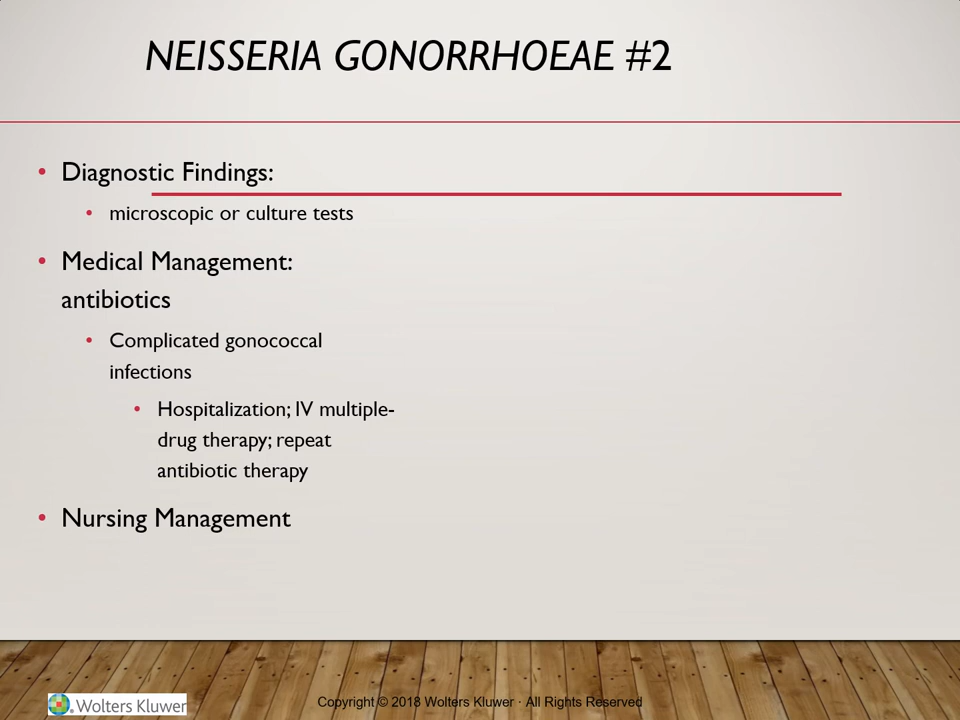 NEISSERIA GONORRHOEAE #2
• Diagnostic Findings:
• microscopic or culture tests
• Medical Management:
antibiotics
• Complicated gonococcal
infections
• Hospitalization; IV multiple-
drug therapy; repeat
antibiotic therapy
• Nursing Management
Wolters Kluwer
Copyright © 2018 Wolters Kluwer · All Rights Reserved